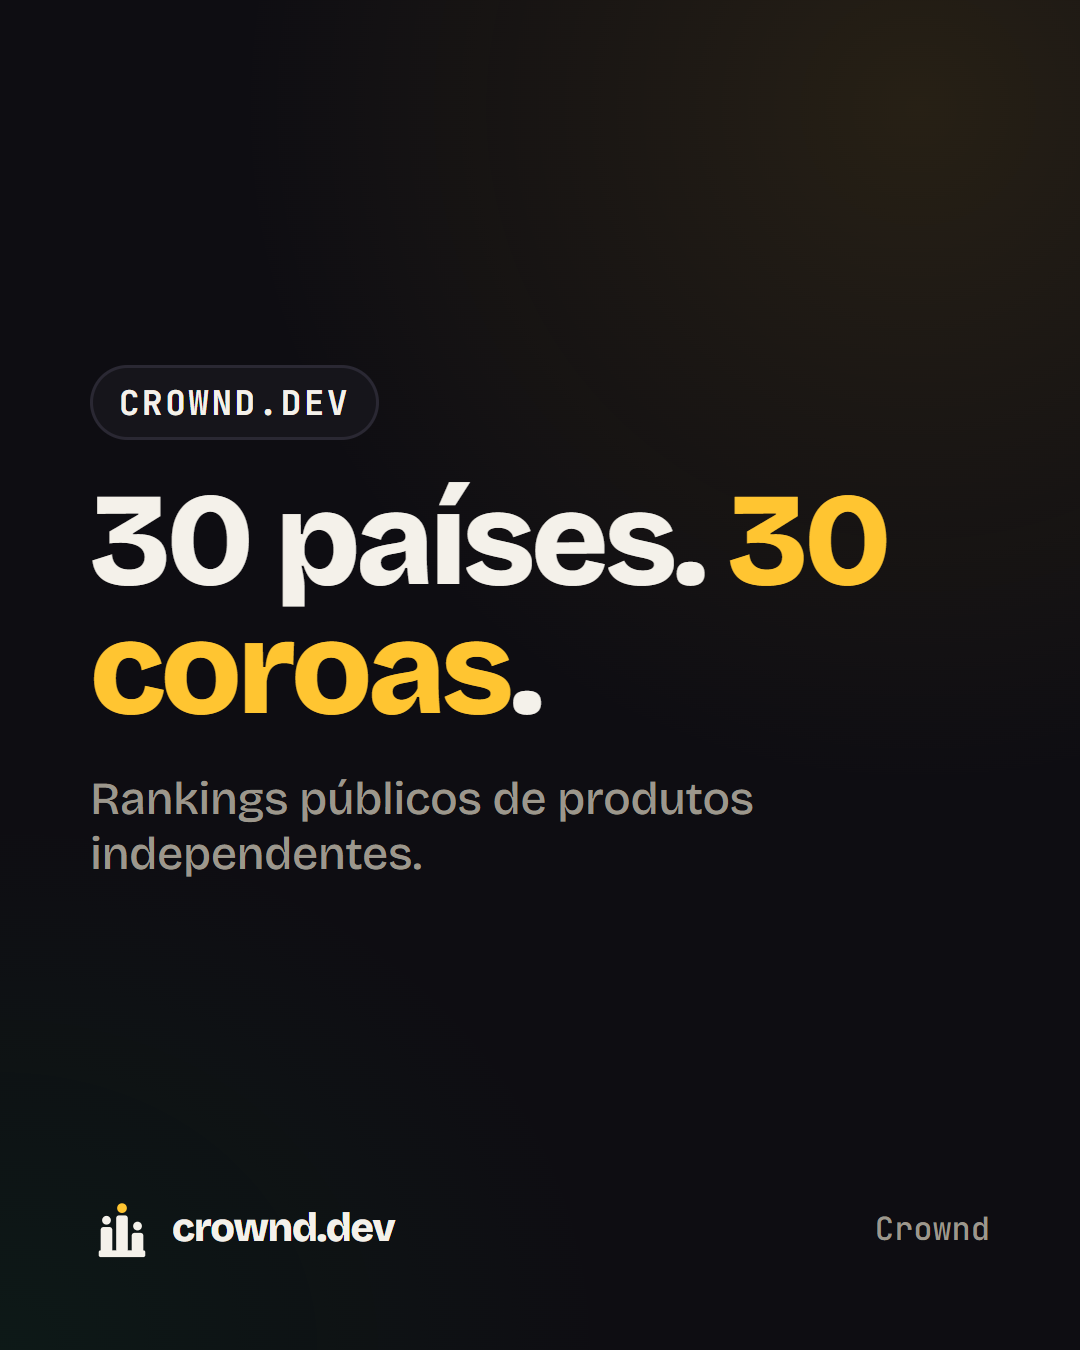 CROWND.DEV
30 países. 30
coroas.
Rankings públicos de produtos
independentes.
crownd.dev
Crownd